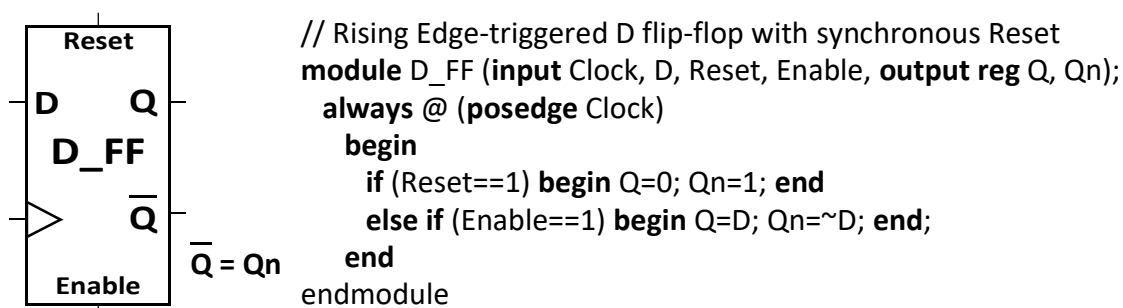 Reset
D Q
D_FF
Q̅
Enable
Q̅ = Qn
// Rising Edge-triggered D flip-flop with synchronous Reset
module D_FF (input Clock, D, Reset, Enable, output reg Q, Qn);
always @ (posedge Clock)
begin
if (Reset==1) begin Q=0; Qn=1; end
else if (Enable==1) begin Q=D; Qn=~D; end;
end
endmodule